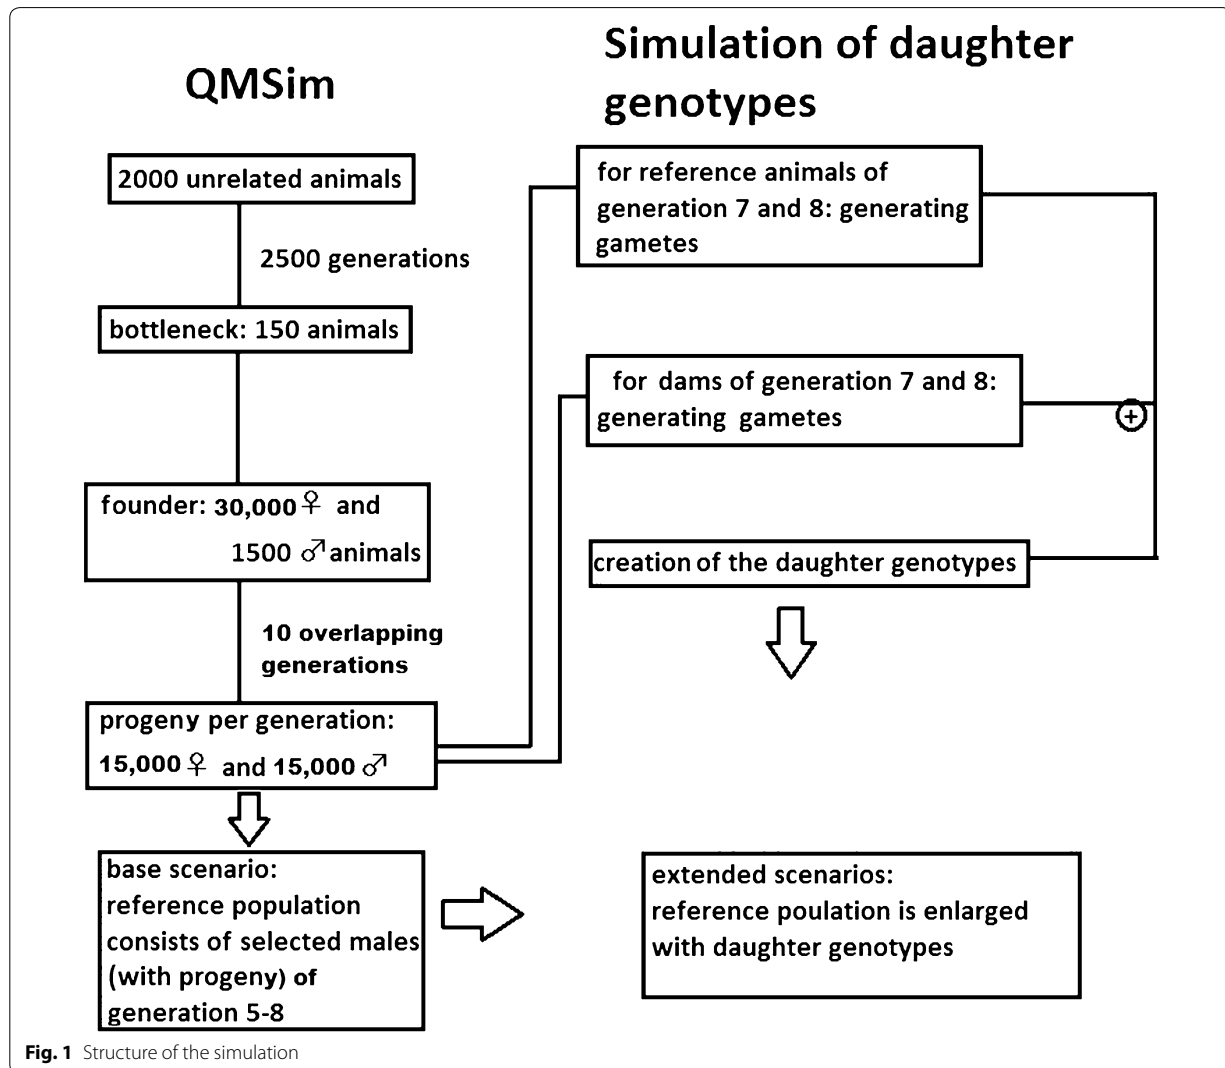 QMSim
2000 unrelated animals
2500 generations
bottleneck: 150 animals
founder: 30,000 ♀ and
1500 ♂ animals
10 overlapping
generations
progeny per generation:
15,000 ♀ and 15,000 ♂
base scenario:
reference population
consists of selected males
(with progeny) of
generation 5-8
Simulation of daughter
genotypes
for reference animals of
generation 7 and 8: generating
gametes
for dams of generation 7 and 8:
generating gametes
+
creation of the daughter genotypes
extended scenarios:
reference poulation is enlarged
with daughter genotypes
Fig. 1 Structure of the simulation